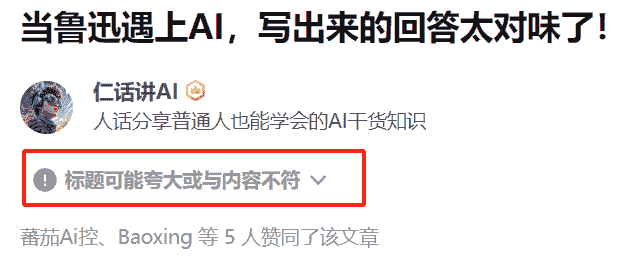 当鲁迅遇上AI，写出来的回答太对味了！
仁话讲AI
人话分享普通人也能学会的AI干货知识
标题可能夸大或与内容不符
蕃茄Ai控、Baoxing 等 5 人赞同了该文章